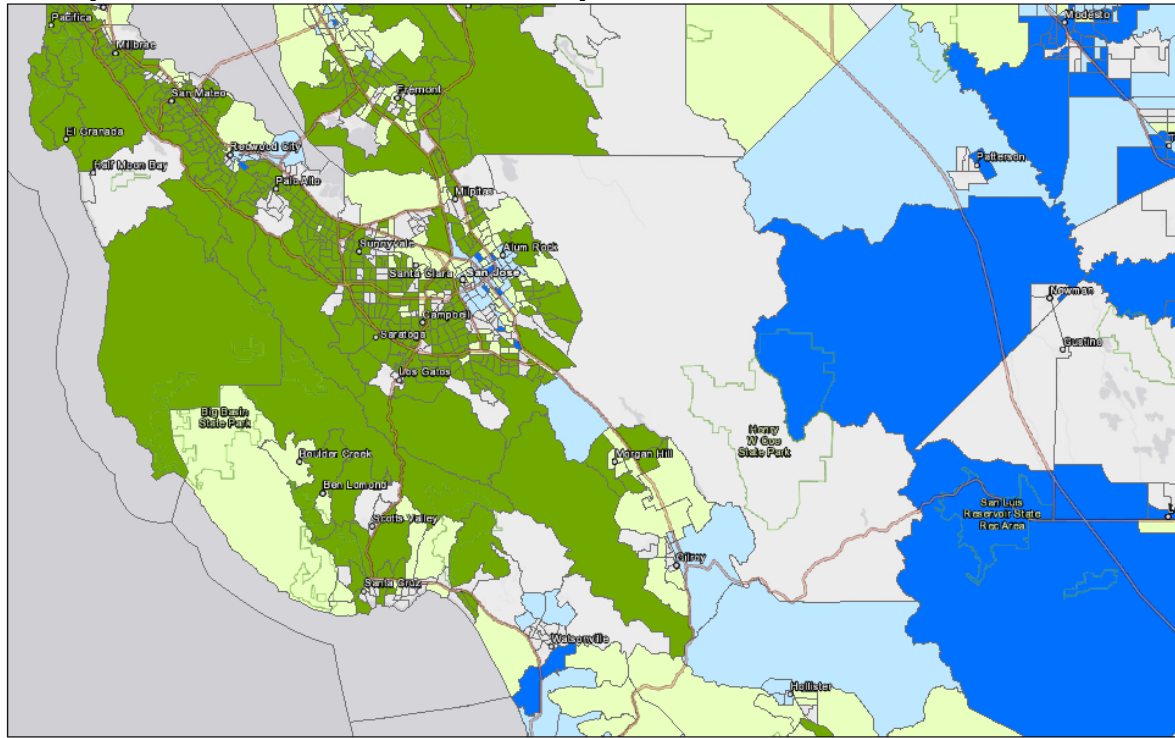 Pacifica
Millbrae
Modesto
San Mateo
Fremont
El Granada
Redwood City
Half Moon Bay
Palo Alto
Patterson
Milpitas
Sunnyvale
Alum Rock
Santa Clara
San Jose
Newman
Campbell
Saratoga
Gustine
Los Gatos
Big Basin
State Park
Henry
W Coe
State Park
Morgan Hill
Boulder Creek
Ben Lomond
San Luis
Reservoir State
Rec Area
Scotts Valley
Gilroy
Santa Cruz
Watsonville
Hollister